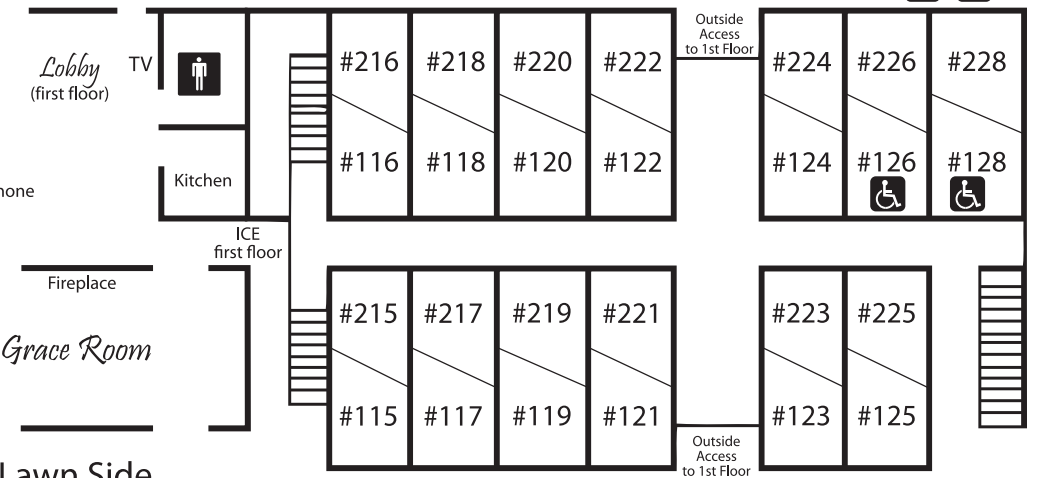 Outside
Access
to 1st Floor
Lobby
(first floor)
TV
#216 #218 #220 #222
#224 #226 #228
#116 #118 #120 #122
#124 #126 #128
Kitchen
ICE
first floor
Fireplace
Grace Room
#215 #217 #219 #221
#223 #225
#115 #117 #119 #121
#123 #125
Outside
Access
to 1st Floor
Lawn Side